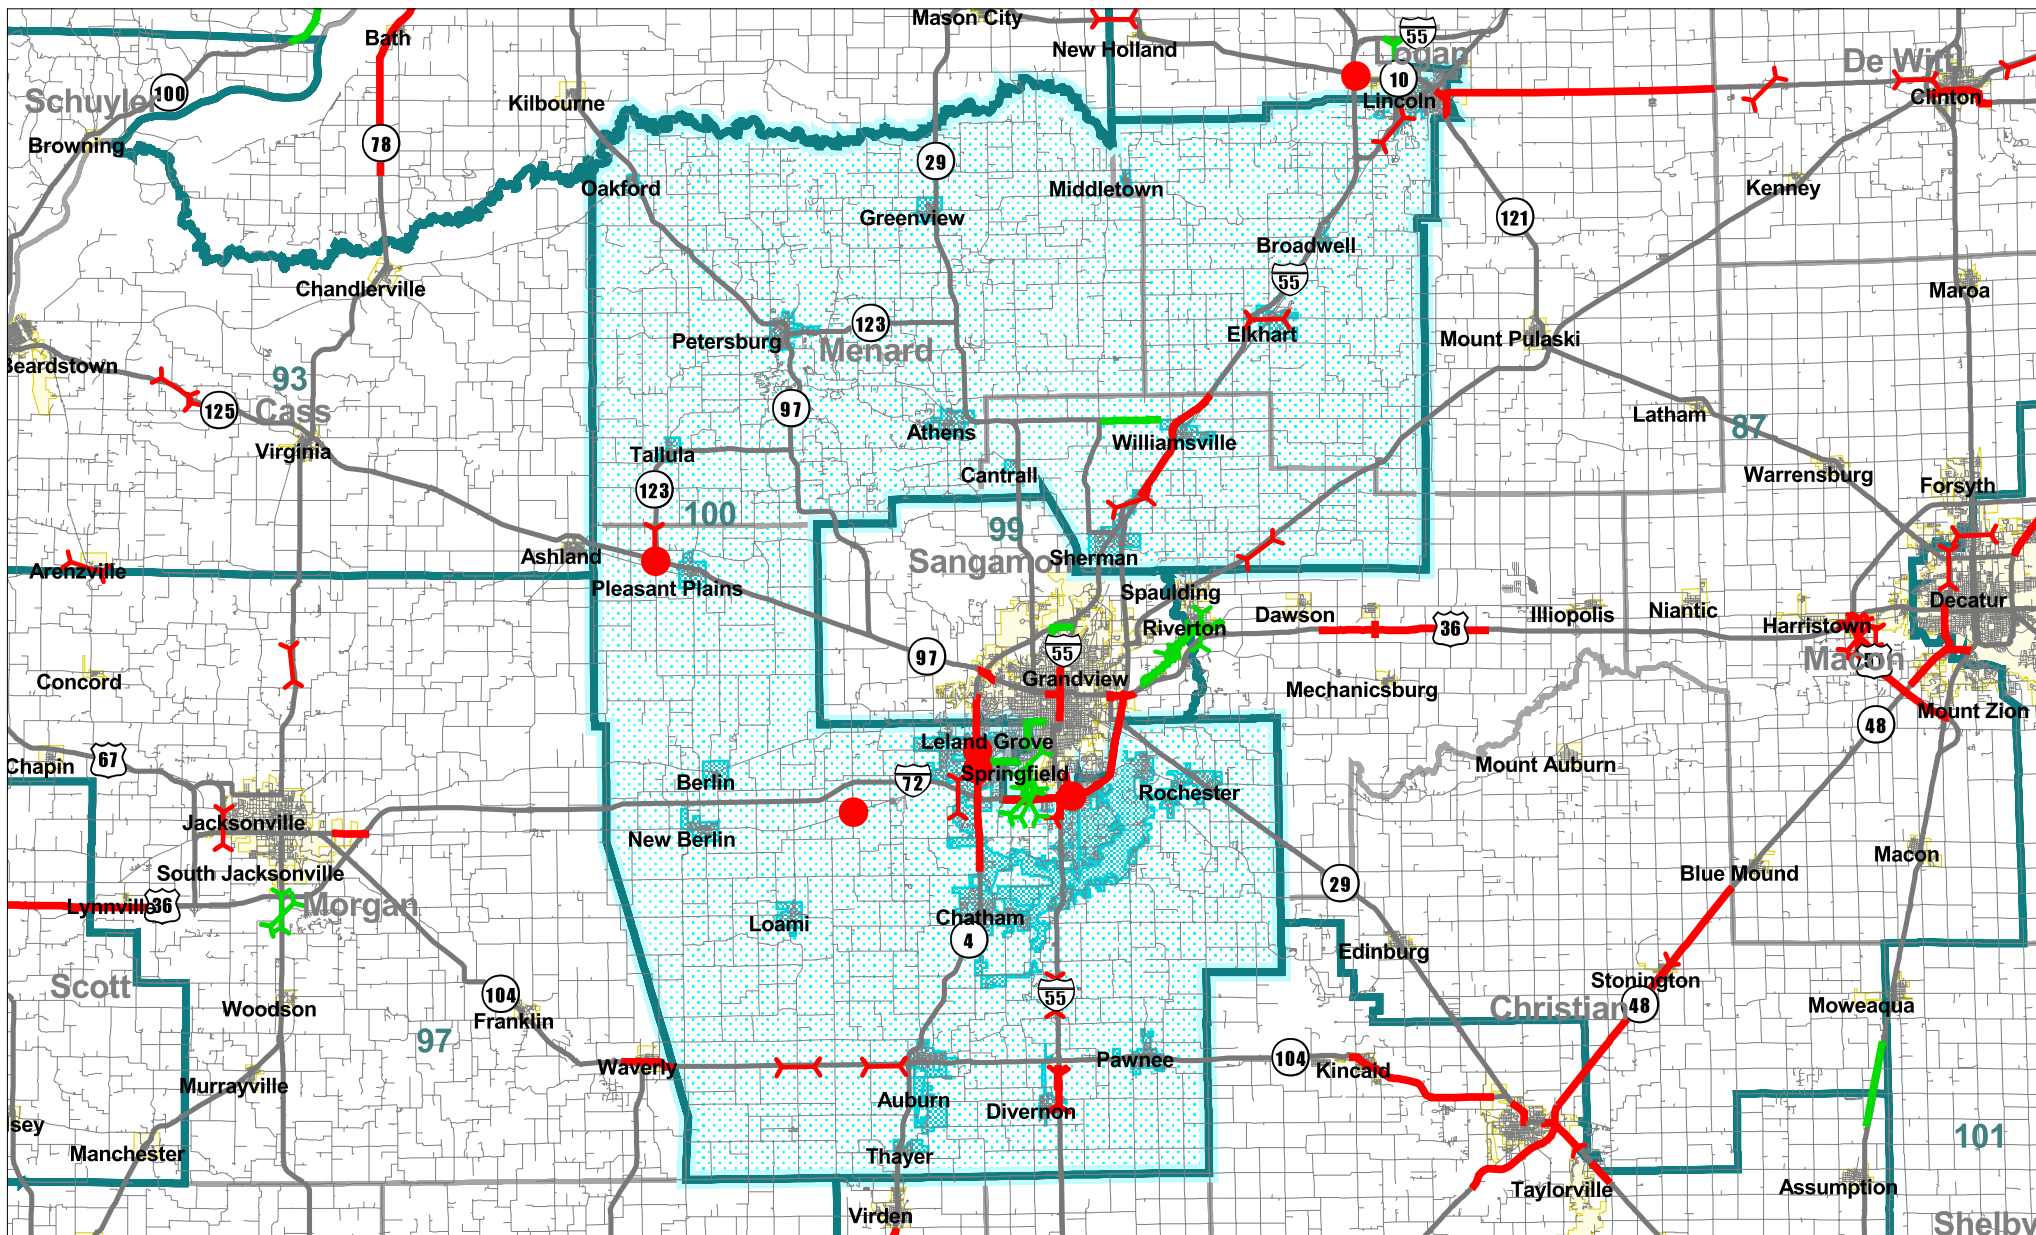 Mason City
Bath
New Holland
55
Logan
De Witt
Schuyler
100
Kilbourne
10
Lincoln
Clinton
Browning
78
29
Oakford
Middletown
Kenney
Greenview
121
Broadwell
Chandlerville
55
Maroa
Petersburg
123
Menard
Elkhart
Mount Pulaski
Beardstown
93
125
Cass
97
Latham
87
Virginia
Athens
Williamsville
Tallula
Cantrall
Warrensburg
123
100
99
Forsyth
Ashland
Sangamo
Sherman
Arenzville
Pleasant Plains
Spaulding
Dawson
Illiopolis
Niantic
Decatur
Riverton
36
Harristown
97
55
Macon
Concord
Grandview
Mechanicsburg
Mount Zion
48
67
Chapin
Leland Grove
Berlin
72
Springfield
Rochester
Mount Auburn
Jacksonville
New Berlin
Macon
South Jacksonville
Blue Mound
29
Lynnville
36
Morgan
Loami
Chatham
4
Edinburg
Scott
Stonington
104
55
Christian
48
Woodson
Franklin
Moweaqua
97
Waverly
Pawnee
104
Kincaid
Murrayville
Auburn
Divernon
sey
101
Manchester
Thayer
Taylorville
Assumption
Virden
Shelby